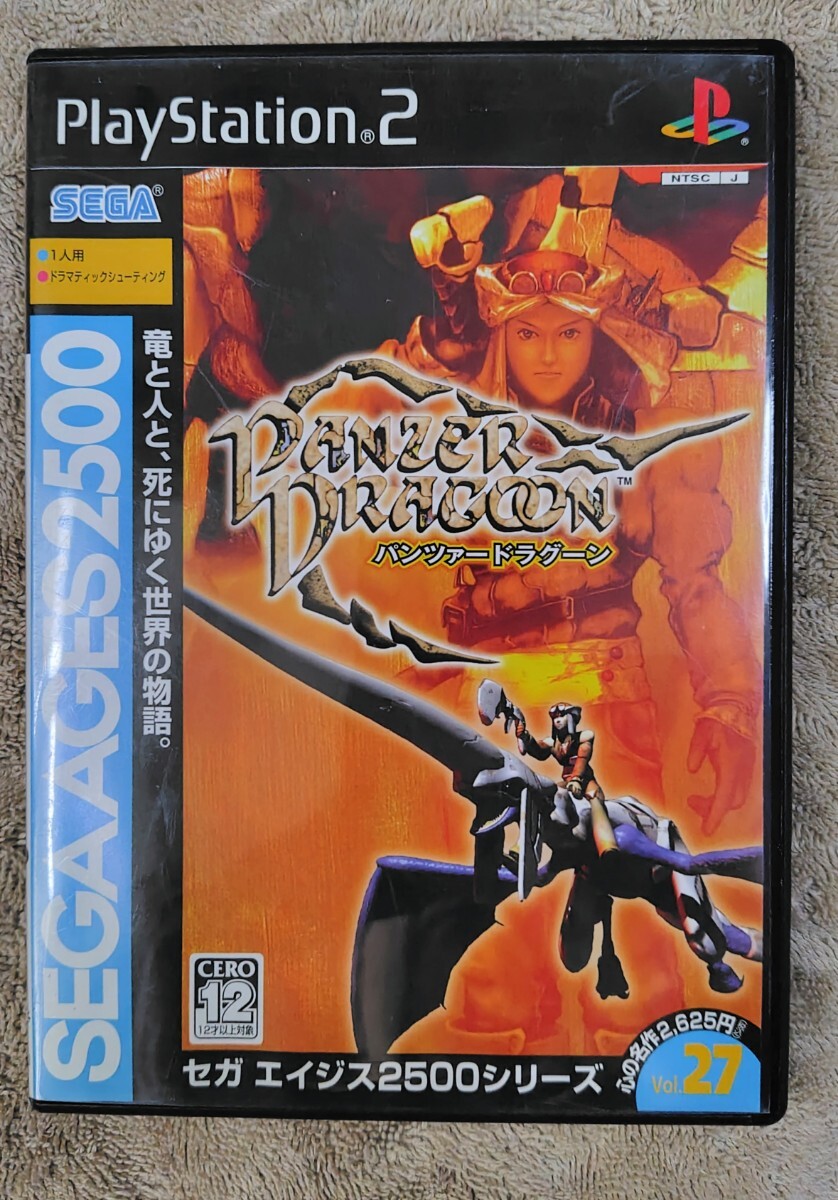 PlayStation®2
NTSC J
SEGA®
●1人用
●ドラマティックシューティング
SEGA AGES 2500
竜と人と、死にゆく世界の物語。
PANZER
DRAGOON™
パンツァードラグーン
CERO
12
12才以上対象
セガ エイジス2500シリーズ
心の名作2,625円
Vol.27